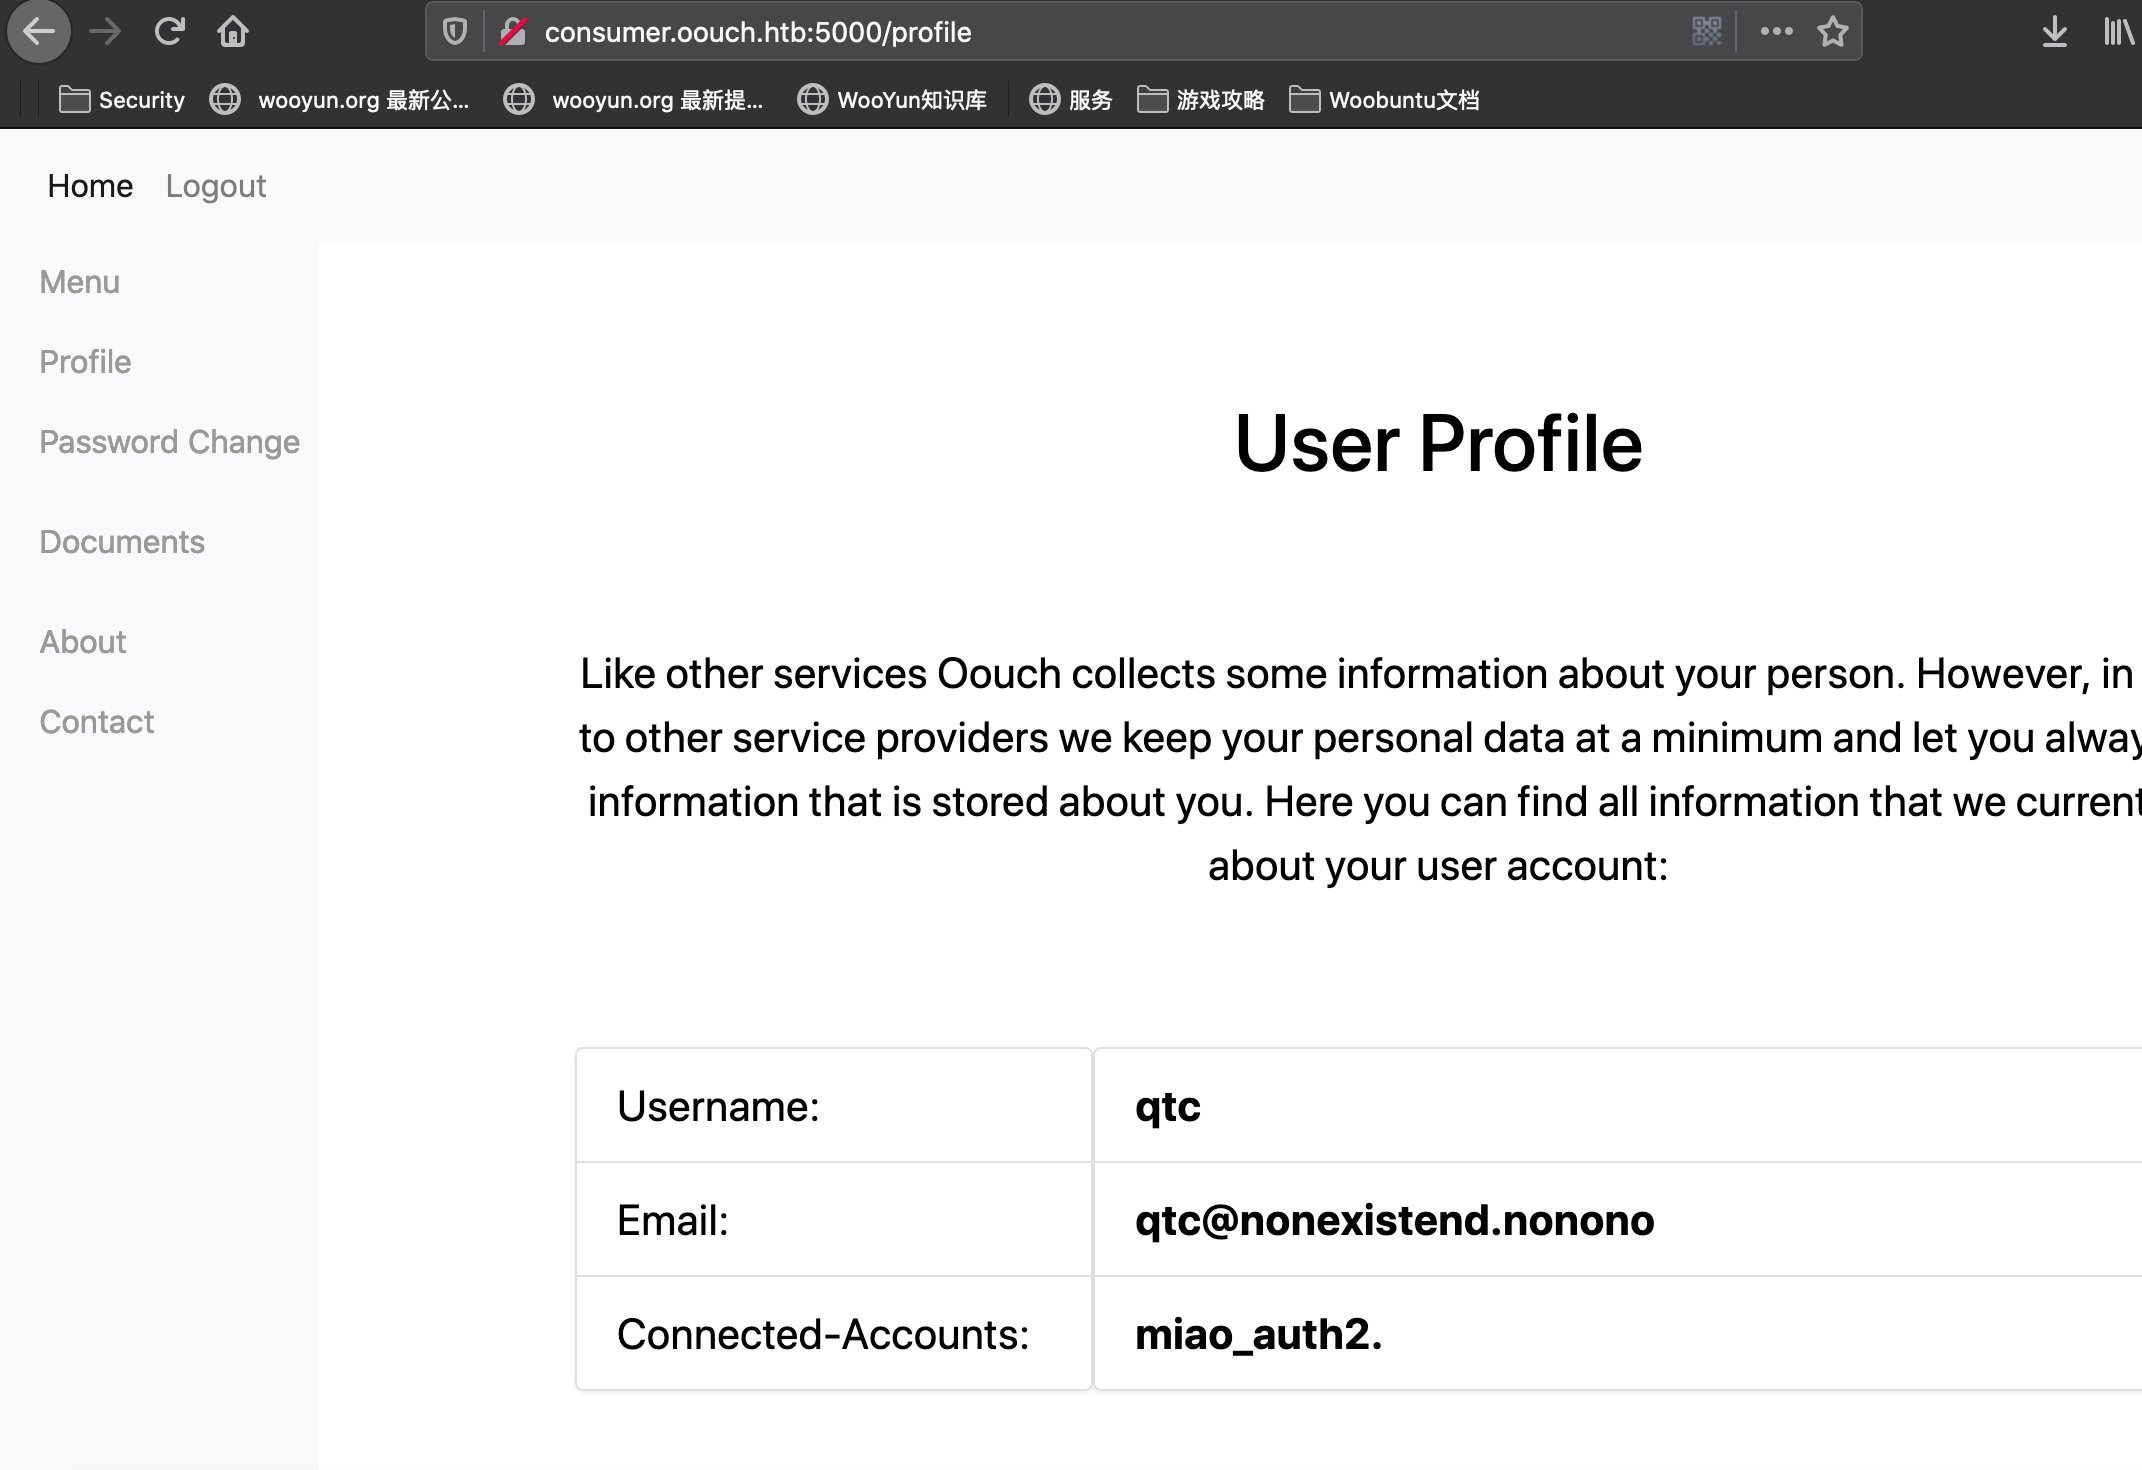 consumer.oouch.htb:5000/profile
Security wooyun.org 最新公... wooyun.org 最新提... WooYun知识库 服务 游戏攻略 Woobuntu文档
Home Logout
Menu
Profile
Password Change
Documents
About
Contact
User Profile
Like other services Oouch collects some information about your person. However, in
to other service providers we keep your personal data at a minimum and let you alway
information that is stored about you. Here you can find all information that we current
about your user account:
Username: qtc
Email: qtc@nonexistend.nonono
Connected-Accounts: miao_auth2.